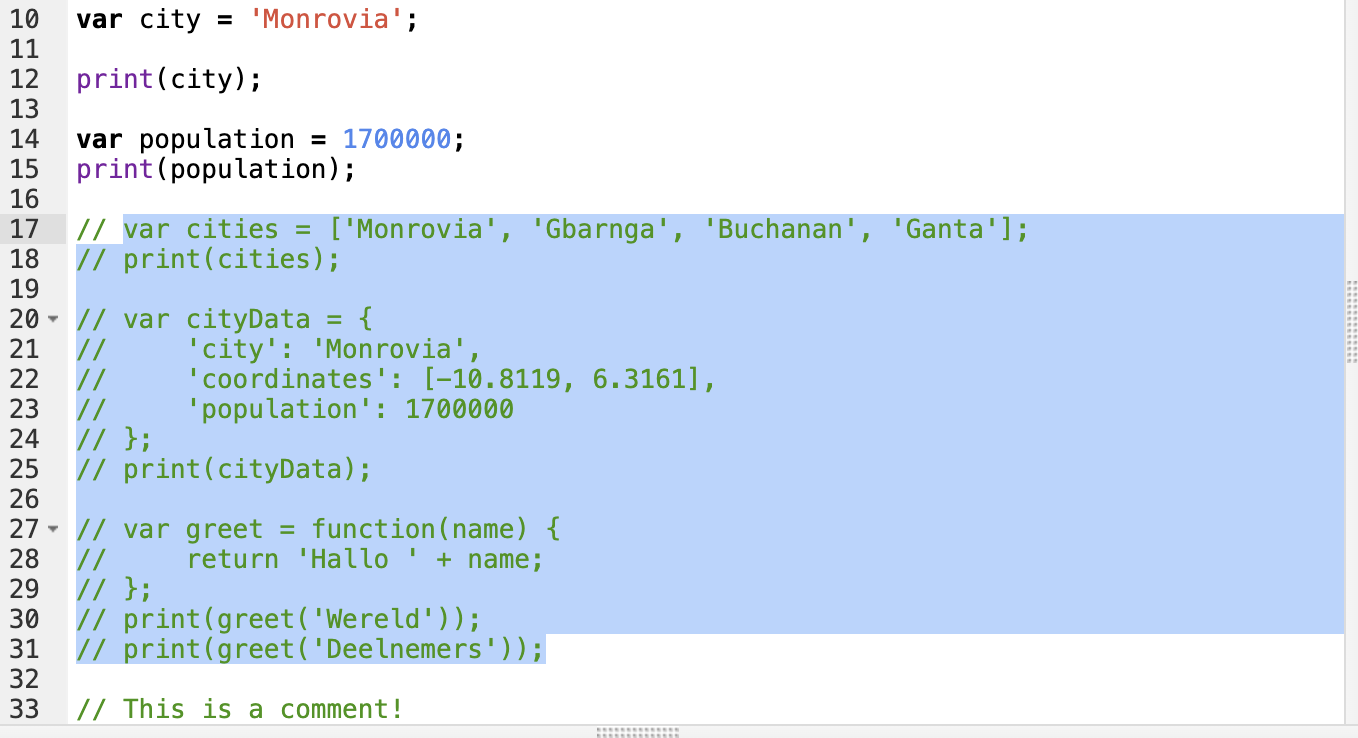 10 var city = 'Monrovia';
11
12 print(city);
13
14 var population = 1700000;
15 print(population);
16
17 // var cities = ['Monrovia', 'Gbarnga', 'Buchanan', 'Ganta'];
18 // print(cities);
19
20 // var cityData = {
21 //     'city': 'Monrovia',
22 //     'coordinates': [-10.8119, 6.3161],
23 //     'population': 1700000
24 // };
25 // print(cityData);
26
27 // var greet = function(name) {
28 //     return 'Hallo ' + name;
29 // };
30 // print(greet('Wereld'));
31 // print(greet('Deelnemers'));
32
33 // This is a comment!